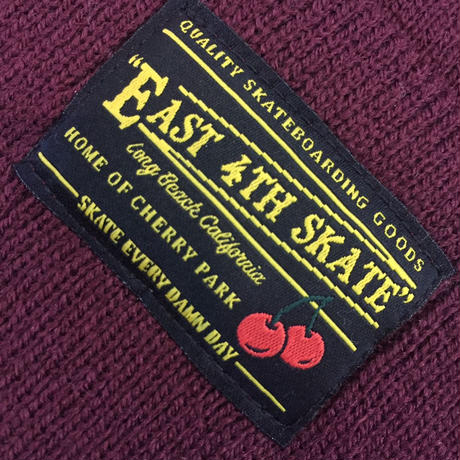 QUALITY SKATEBOARDING GOODS
"EAST 4TH SKATE"
Long Beach California
HOME OF CHERRY PARK
SKATE EVERY DAMN DAY